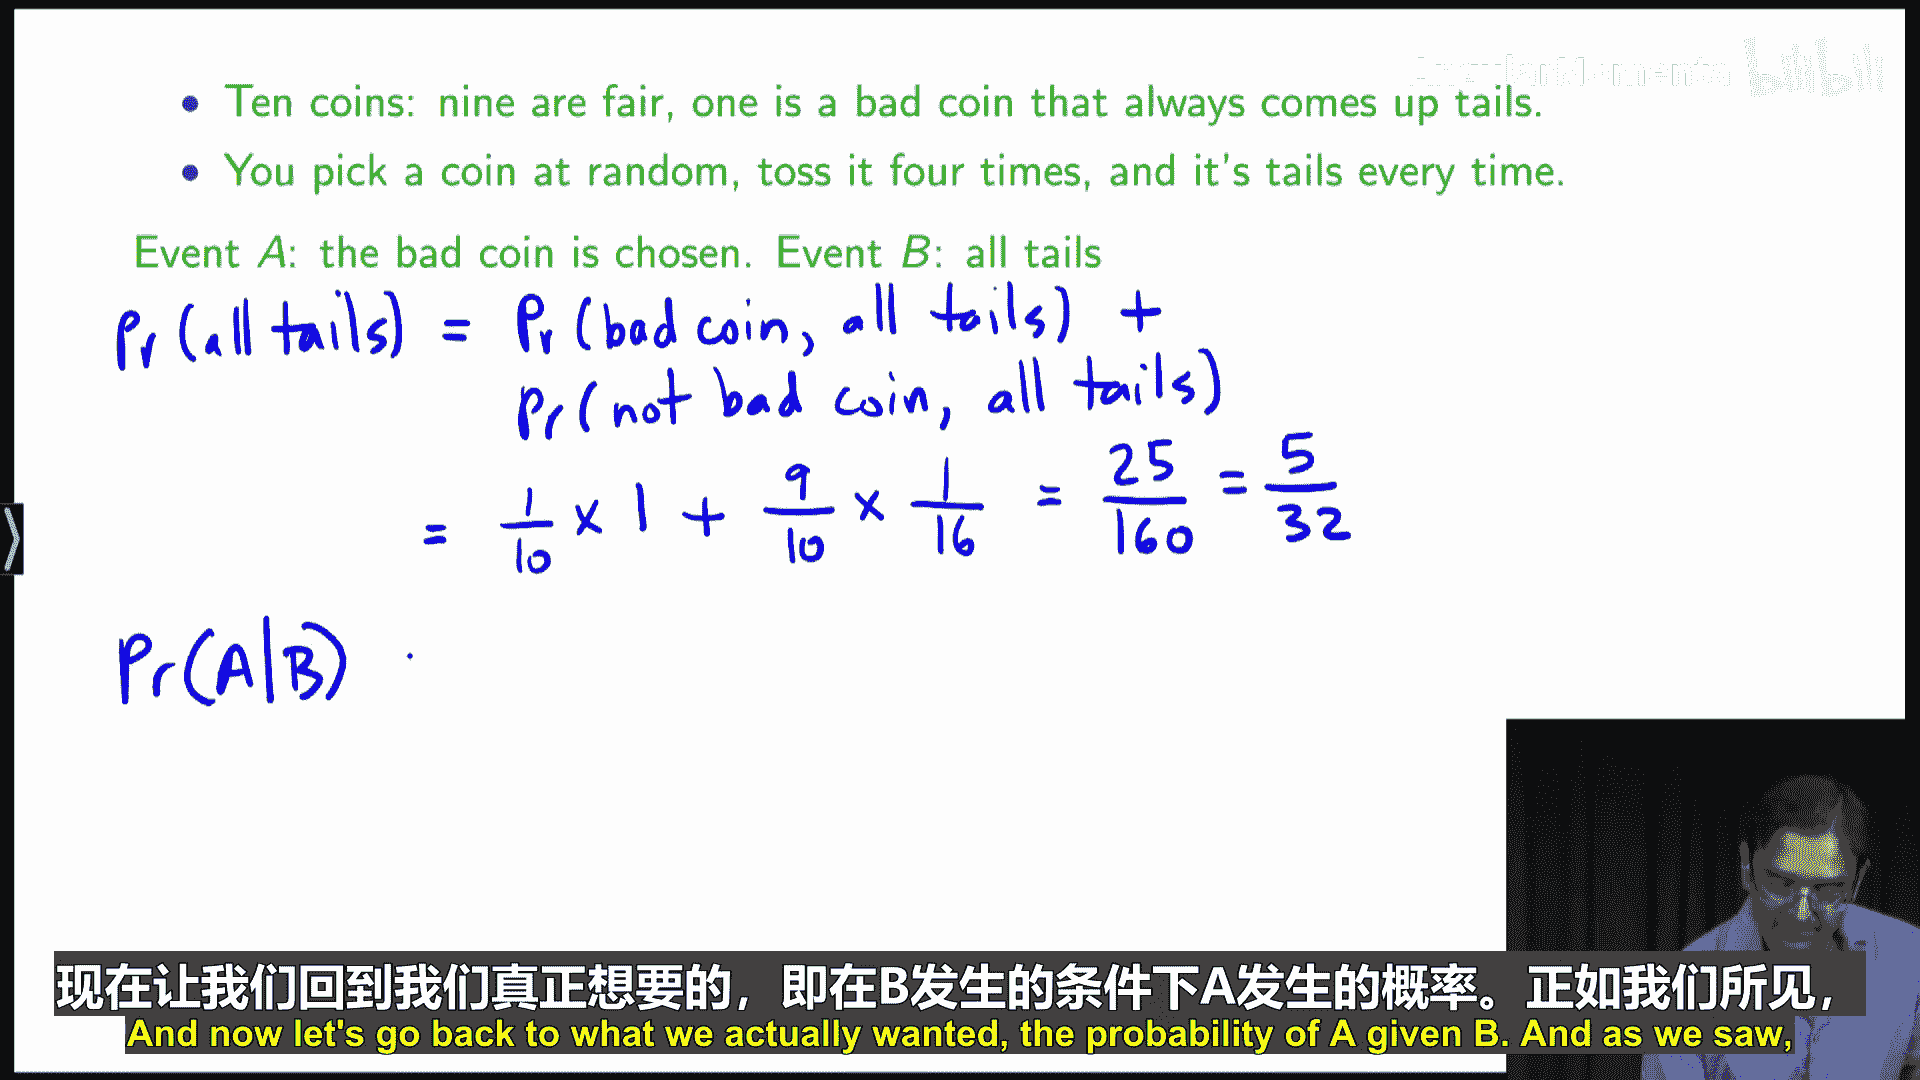 • Ten coins: nine are fair, one is a bad coin that always comes up tails.
• You pick a coin at random, toss it four times, and it's tails every time.
Event A: the bad coin is chosen. Event B: all tails
Pr(all tails) = Pr(bad coin, all tails) +
Pr(not bad coin, all tails)
= 1/10 × 1 + 9/10 × 1/16 = 25/160 = 5/32
Pr(A|B)
现在让我们回到我们真正想要的，即在B发生的条件下A发生的概率。正如我们所见，
And now let's go back to what we actually wanted, the probability of A given B. And as we saw,
bilibili